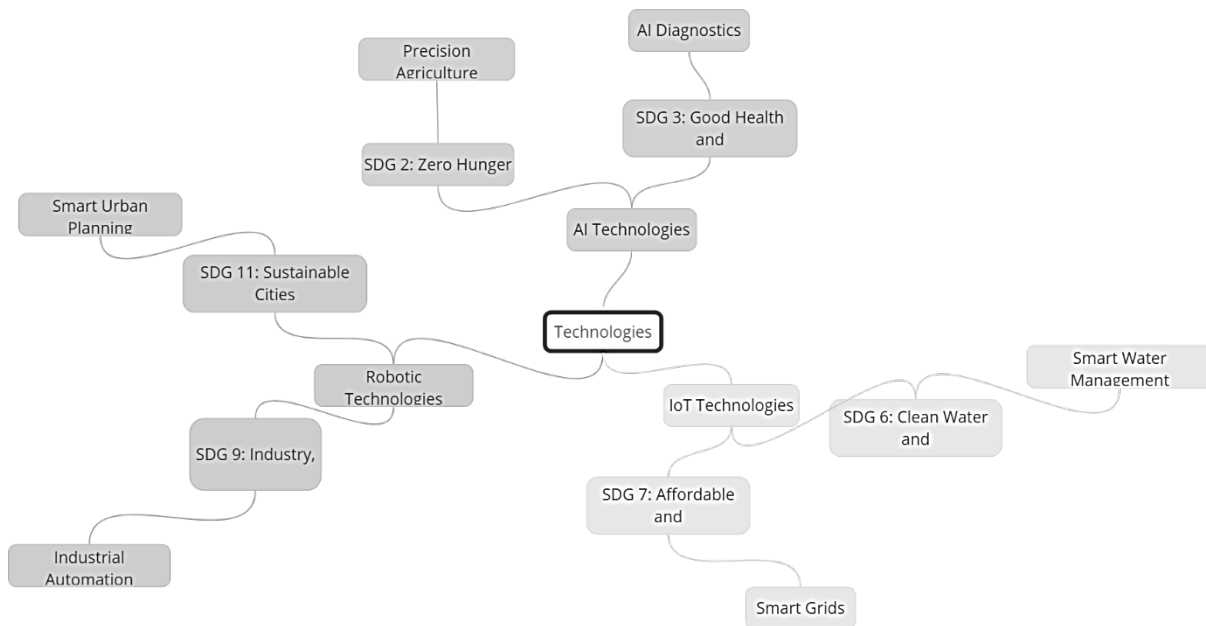 AI Diagnostics
Precision
Agriculture
SDG 3: Good Health
and
SDG 2: Zero Hunger
Smart Urban
Planning
AI Technologies
SDG 11: Sustainable
Cities
Technologies
Robotic
Technologies
IoT Technologies
Smart Water
Management
SDG 6: Clean Water
and
SDG 9: Industry,
SDG 7: Affordable
and
Industrial
Automation
Smart Grids